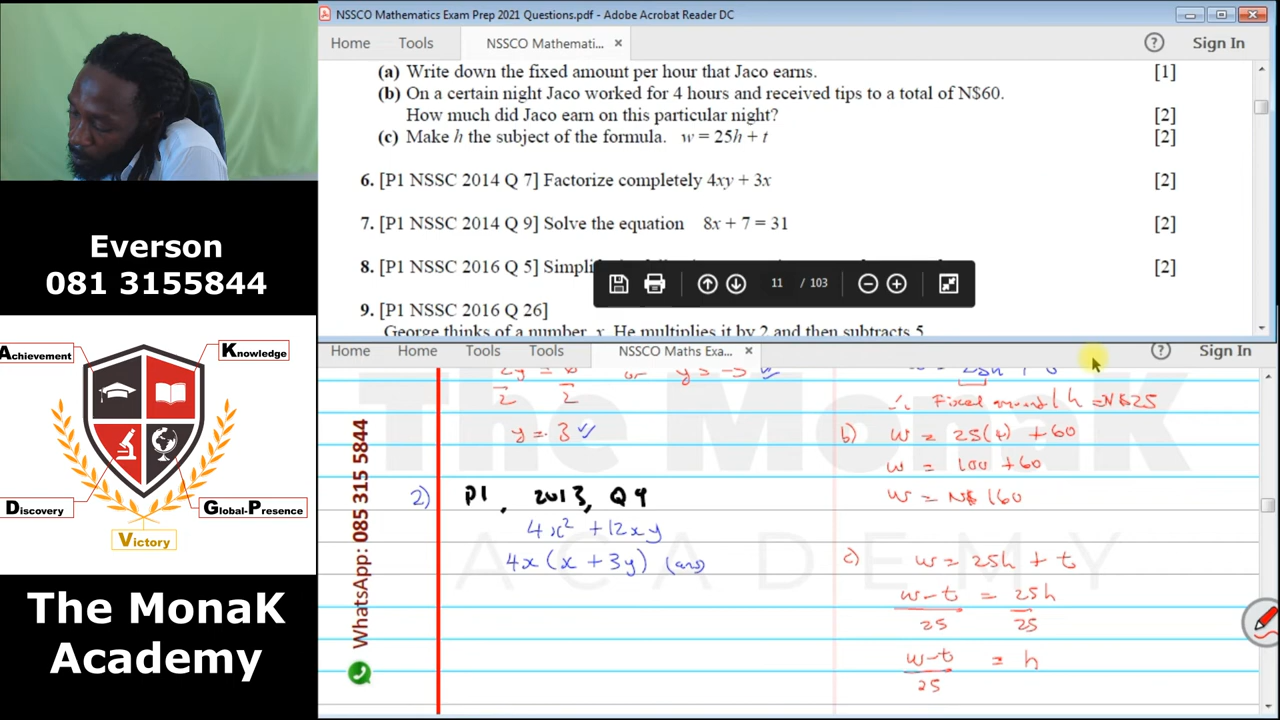 Everson
081 3155844
Achievement
Knowledge
Discovery
Global-Presence
Victory
The MonaK
Academy
NSSCO Mathematics Exam Prep 2021 Questions.pdf - Adobe Acrobat Reader DC
Home Tools NSSCO Mathemati... × Sign In
(a) Write down the fixed amount per hour that Jaco earns. [1]
(b) On a certain night Jaco worked for 4 hours and received tips to a total of N$60.
How much did Jaco earn on this particular night? [2]
(c) Make h the subject of the formula. w = 25h + t [2]
6. [P1 NSSC 2014 Q 7] Factorize completely 4xy + 3x [2]
7. [P1 NSSC 2014 Q 9] Solve the equation 8x + 7 = 31 [2]
8. [P1 NSSC 2016 Q 5] [2]
11 / 103
9. [P1 NSSC 2016 Q 26]
George thinks of a number, x. He multiplies it by 2 and then subtracts 5.
Home Home Tools Tools NSSCO Maths Exa... × Sign In
WhatsApp: 085 315 5844
The MonaK
ACADEMY
or
2 2
y = 3
2) P1, 2013, Q9
4x² + 12xy
4x(x + 3y) (ans)
∴ Fixed amount/h = N$25
b) w = 25(4) + 60
w = 100 + 60
w = N$ 160
c) w = 25h + t
w-t = 25h
25 25
w-t = h
25